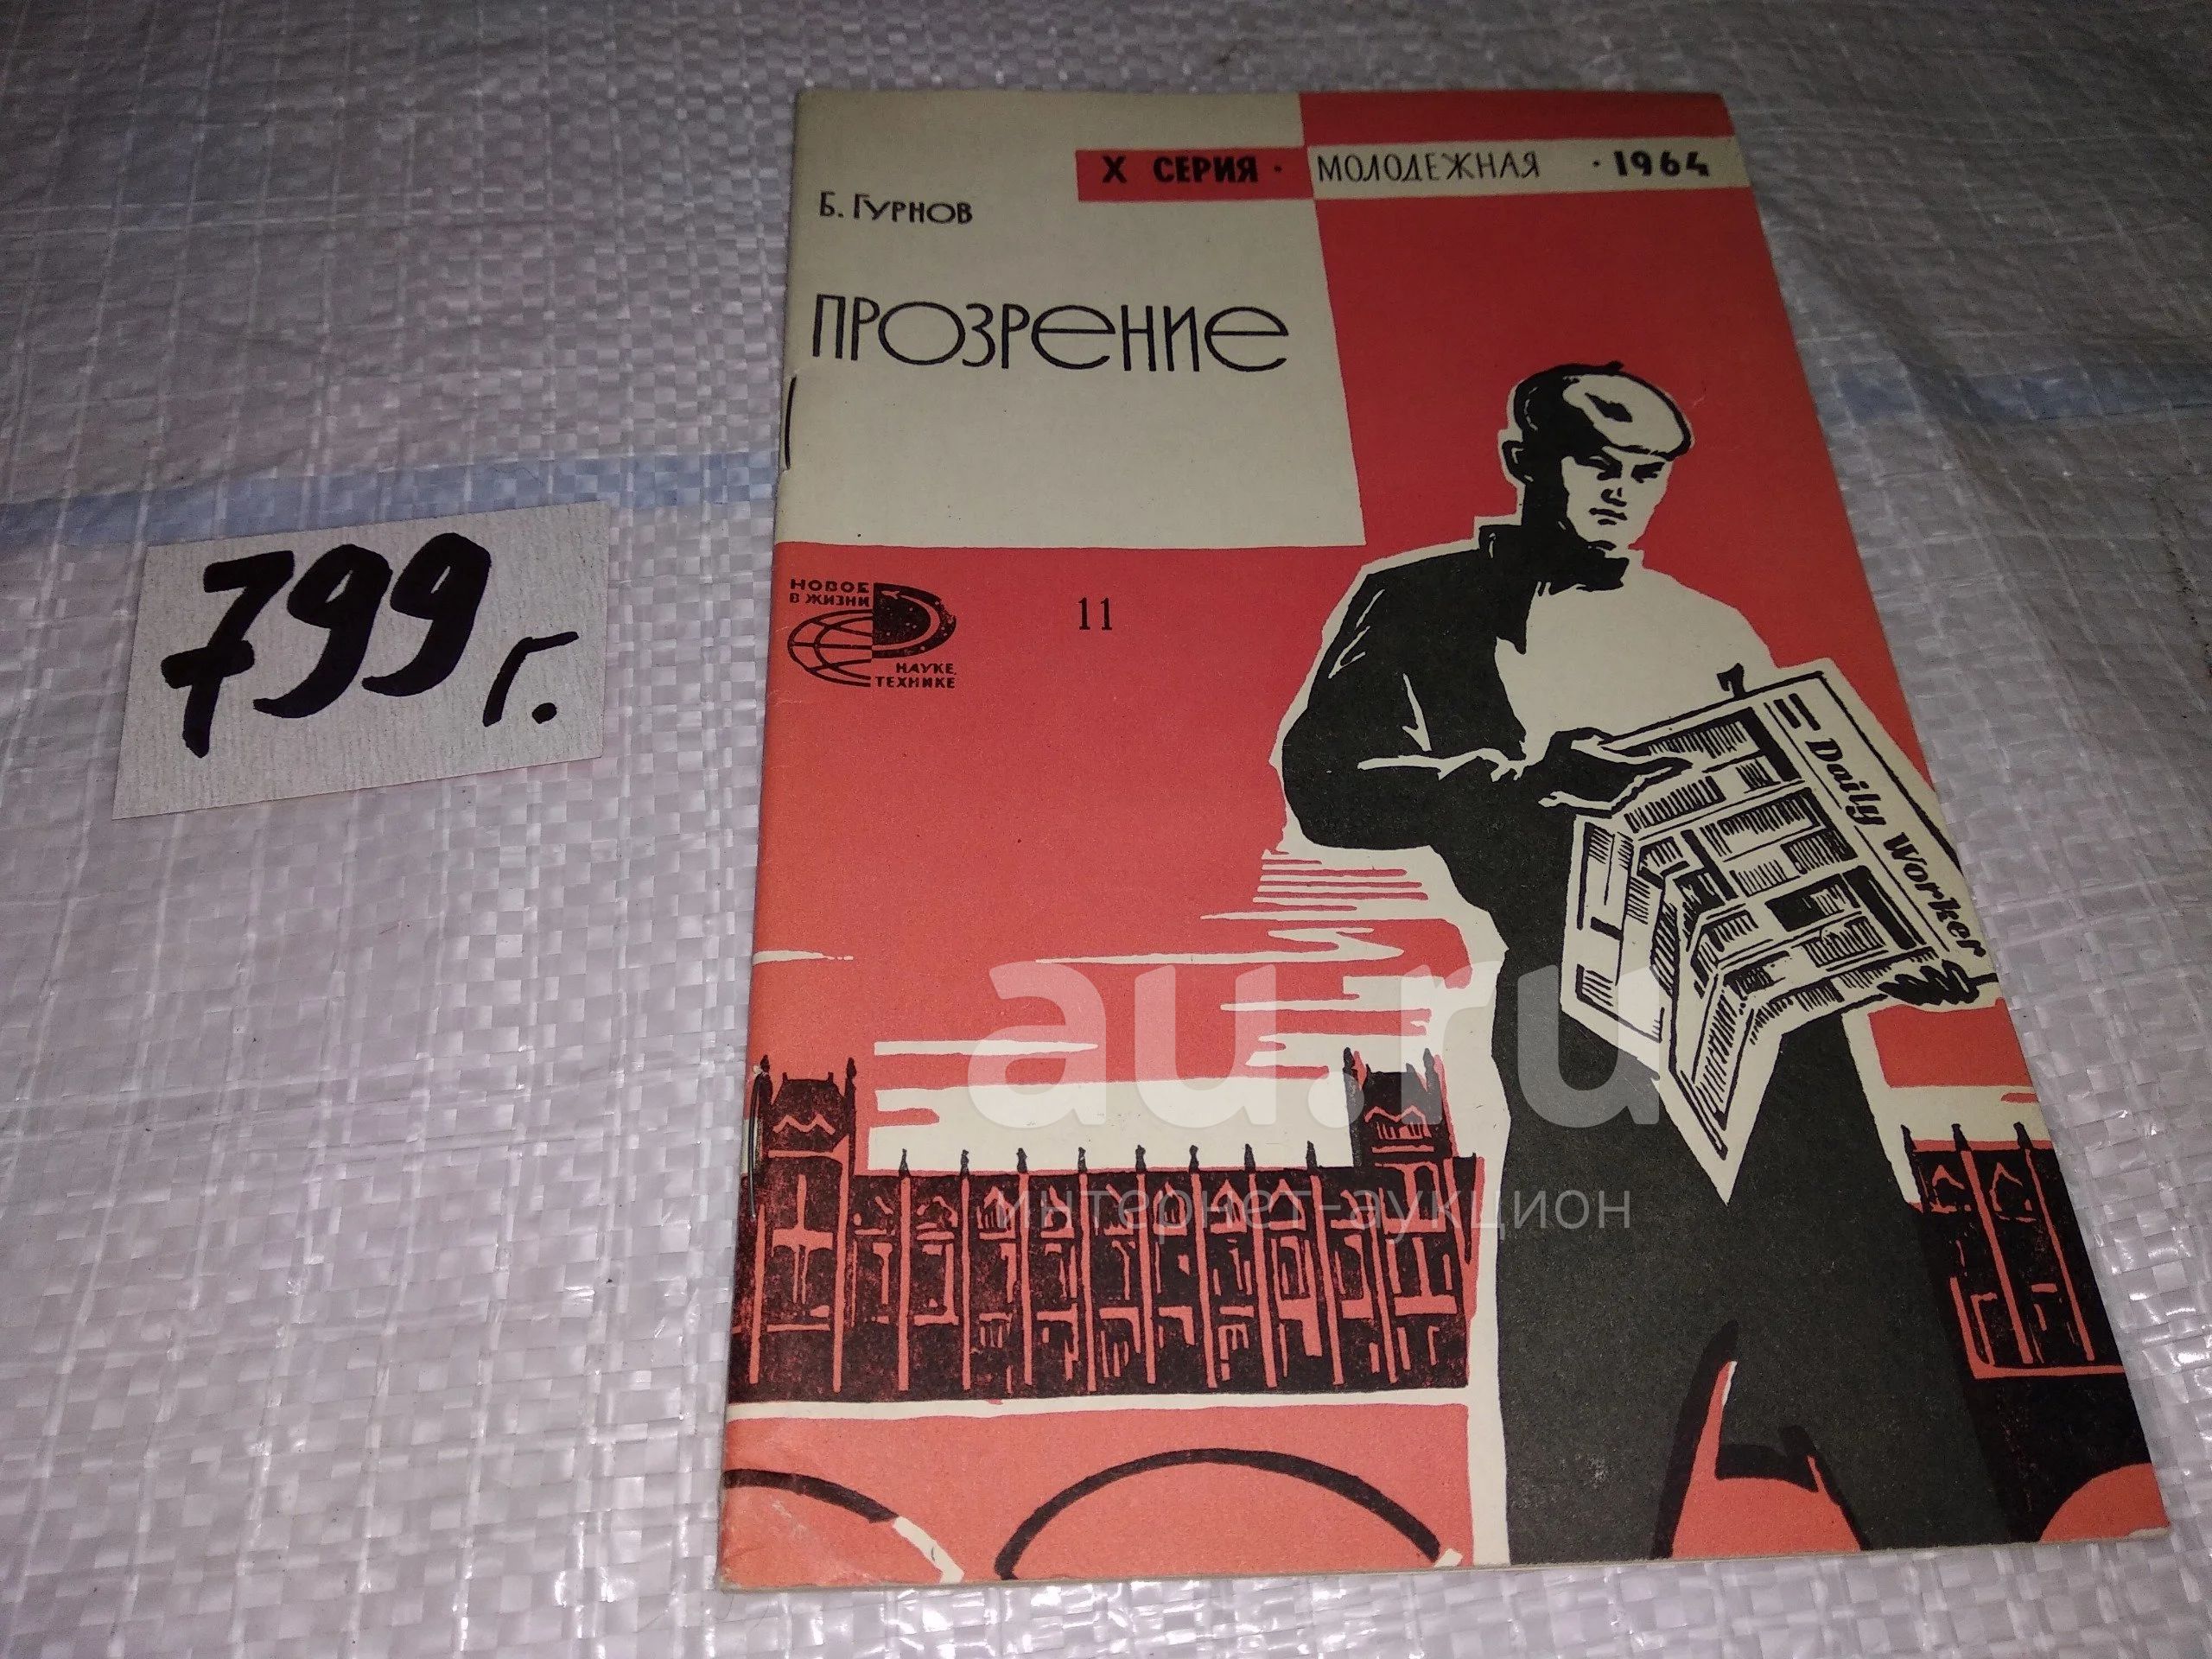 Х СЕРИЯ · МОЛОДЕЖНАЯ · 1964
Б. ГУРНОВ
ПРОЗРЕНИЕ
НОВОЕ
В ЖИЗНИ
НАУКЕ,
ТЕХНИКЕ
11
799 г.
Daily Worker
au.ru
интернет-аукцион